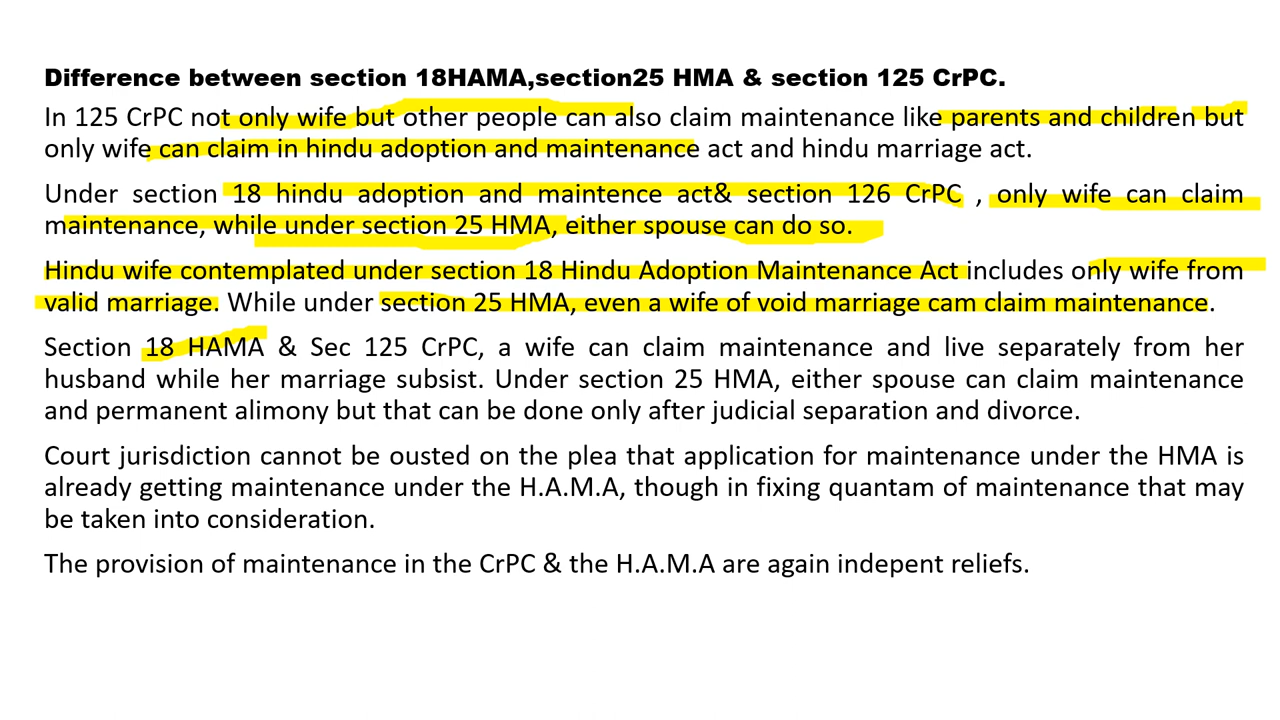 Difference between section 18HAMA,section25 HMA & section 125 CrPC.
In 125 CrPC not only wife but other people can also claim maintenance like parents and children but
only wife can claim in hindu adoption and maintenance act and hindu marriage act.
Under section 18 hindu adoption and maintence act& section 126 CrPC , only wife can claim
maintenance, while under section 25 HMA, either spouse can do so.
Hindu wife contemplated under section 18 Hindu Adoption Maintenance Act includes only wife from
valid marriage. While under section 25 HMA, even a wife of void marriage cam claim maintenance.
Section 18 HAMA & Sec 125 CrPC, a wife can claim maintenance and live separately from her
husband while her marriage subsist. Under section 25 HMA, either spouse can claim maintenance
and permanent alimony but that can be done only after judicial separation and divorce.
Court jurisdiction cannot be ousted on the plea that application for maintenance under the HMA is
already getting maintenance under the H.A.M.A, though in fixing quantam of maintenance that may
be taken into consideration.
The provision of maintenance in the CrPC & the H.A.M.A are again indepent reliefs.